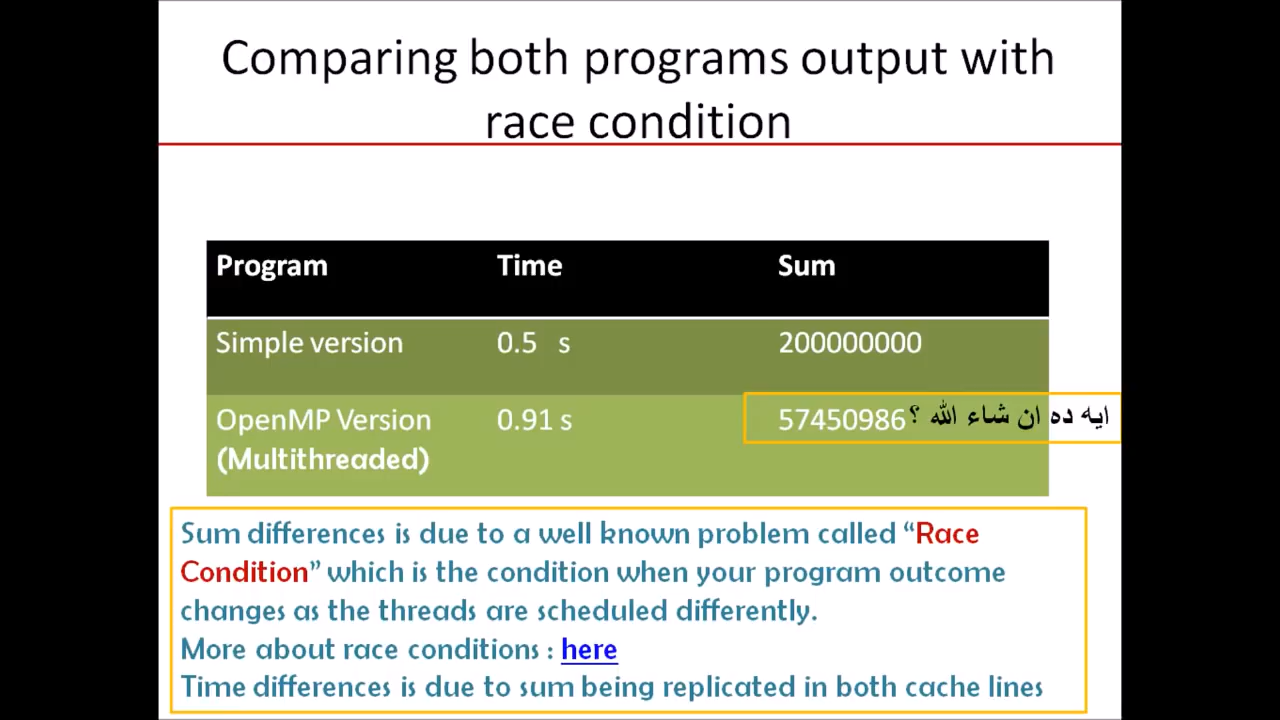 Comparing both programs output with
race condition
Program Time Sum
Simple version 0.5 s 200000000
OpenMP Version 0.91 s 57450986 ايه ده ان شاء الله ؟
(Multithreaded)
Sum differences is due to a well known problem called “Race
Condition” which is the condition when your program outcome
changes as the threads are scheduled differently.
More about race conditions : here
Time differences is due to sum being replicated in both cache lines